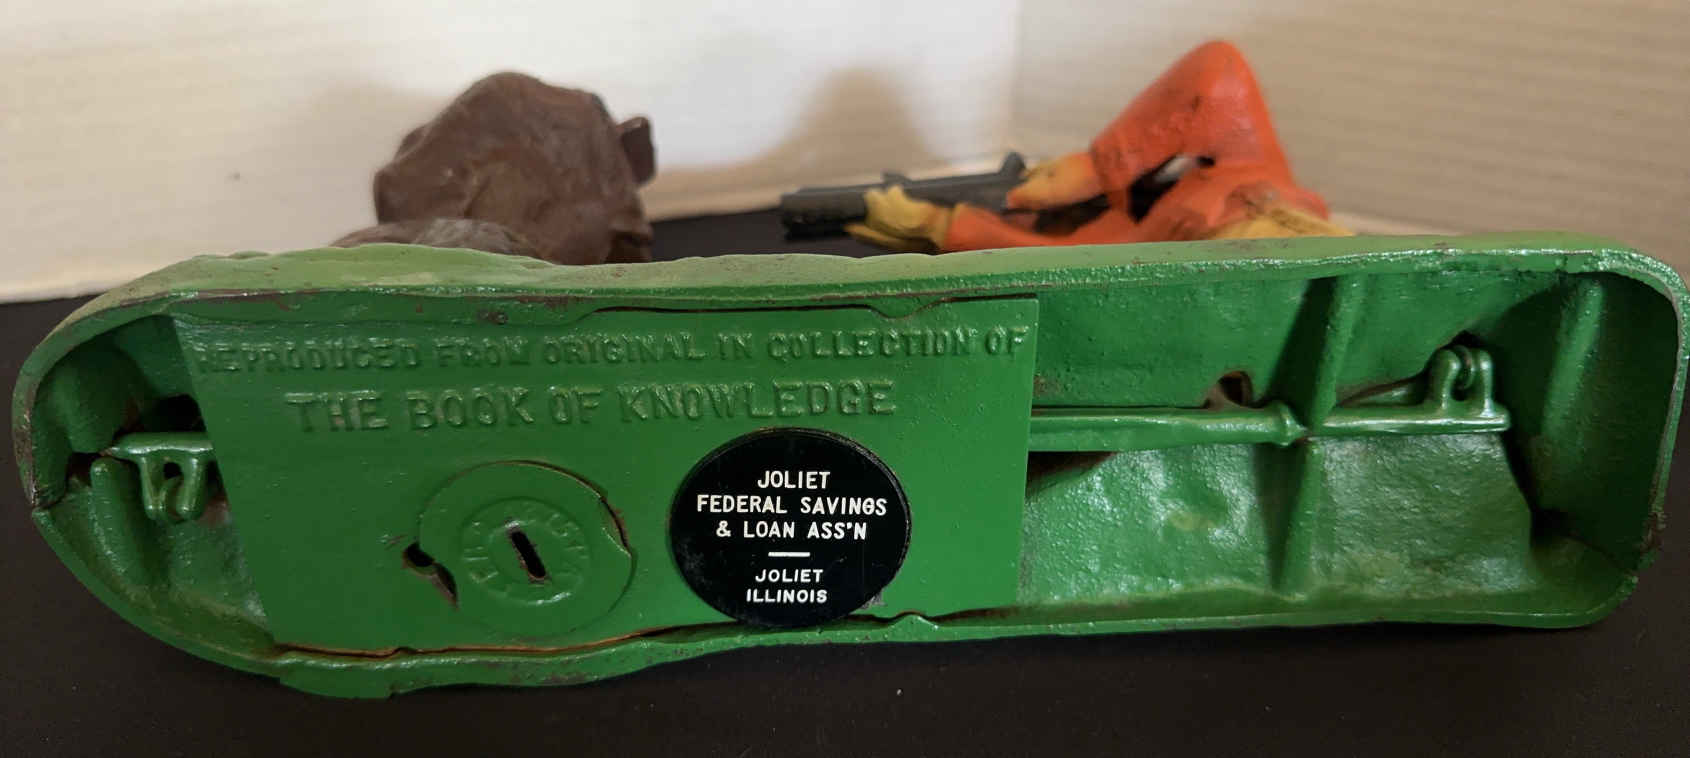 REPRODUCED FROM ORIGINAL IN COLLECTION OF
THE BOOK OF KNOWLEDGE
JOLIET
FEDERAL SAVINGS
& LOAN ASS'N
JOLIET
ILLINOIS